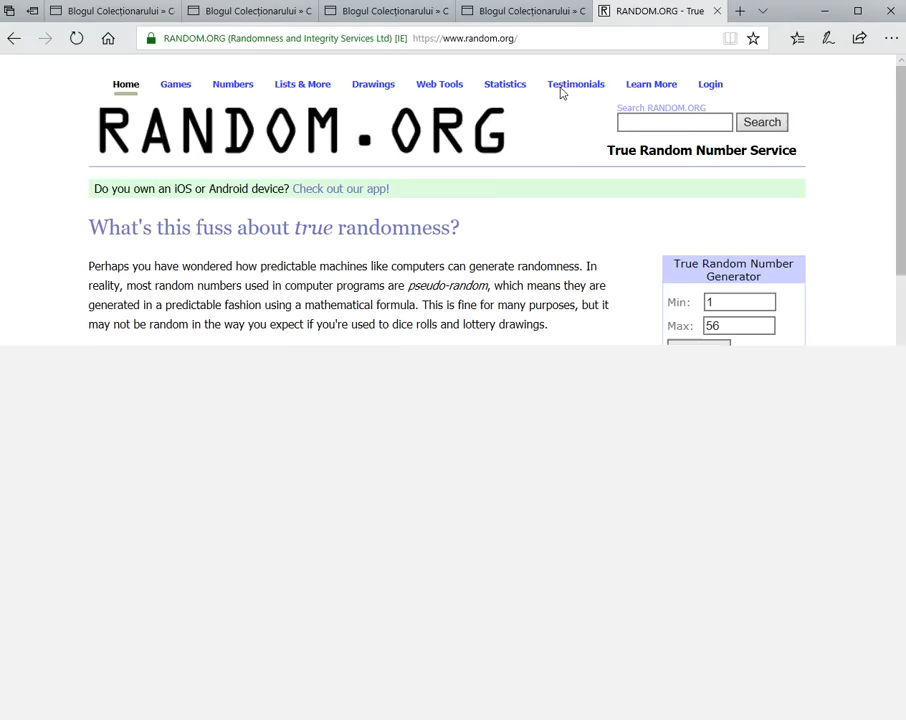 Blogul Colecționarului » C Blogul Colecționarului » C Blogul Colecționarului » C Blogul Colecționarului » C RANDOM.ORG - True
RANDOM.ORG (Randomness and Integrity Services Ltd) [IE] https://www.random.org/
Home Games Numbers Lists & More Drawings Web Tools Statistics Testimonials Learn More Login
RANDOM.ORG
Search RANDOM.ORG
Search
True Random Number Service
Do you own an iOS or Android device? Check out our app!
What's this fuss about true randomness?
Perhaps you have wondered how predictable machines like computers can generate randomness. In
reality, most random numbers used in computer programs are pseudo-random, which means they are
generated in a predictable fashion using a mathematical formula. This is fine for many purposes, but it
may not be random in the way you expect if you're used to dice rolls and lottery drawings.
True Random Number
Generator
Min: 1
Max: 56